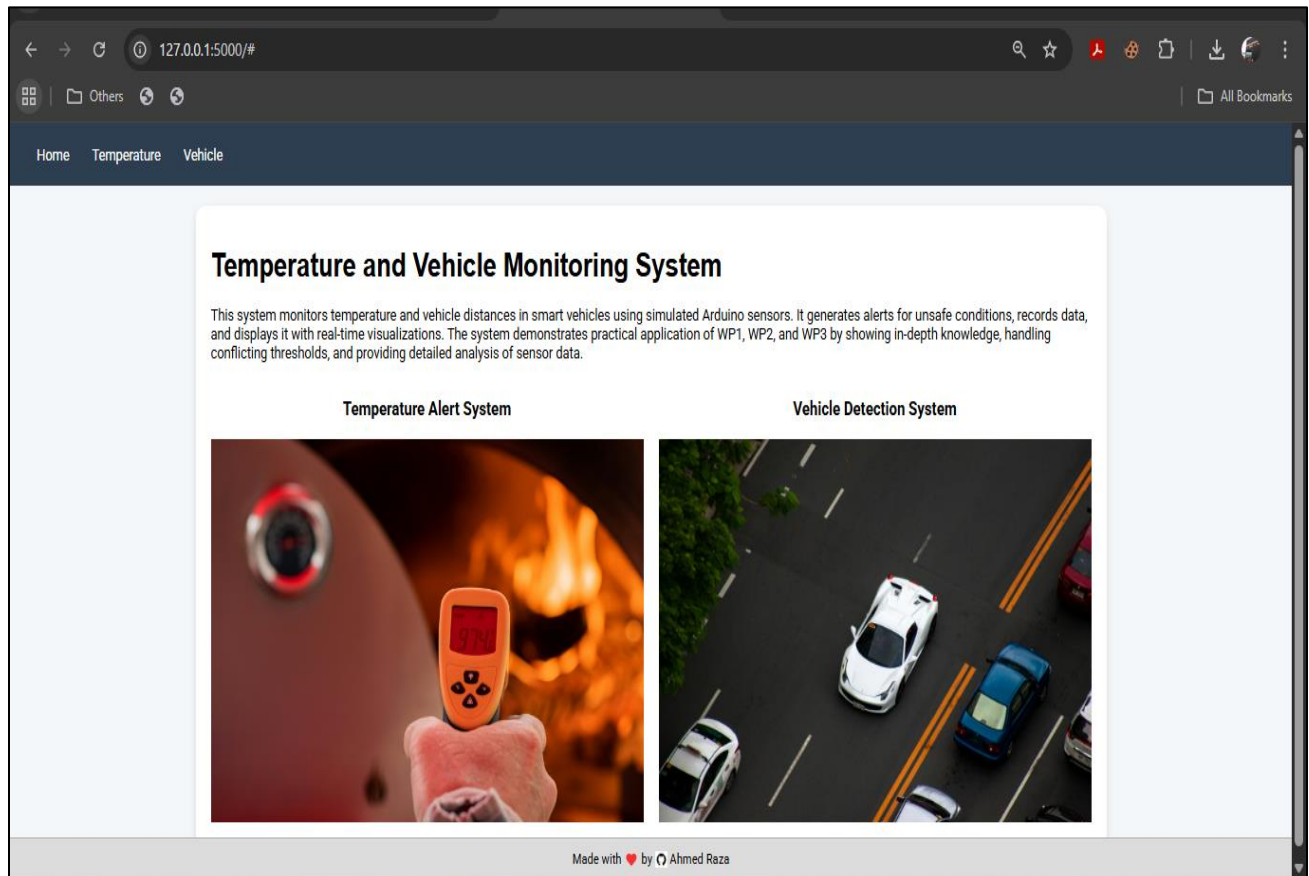 127.0.0.1:5000/#
Others
All Bookmarks
Home Temperature Vehicle
Temperature and Vehicle Monitoring System
This system monitors temperature and vehicle distances in smart vehicles using simulated Arduino sensors. It generates alerts for unsafe conditions, records data,
and displays it with real-time visualizations. The system demonstrates practical application of WP1, WP2, and WP3 by showing in-depth knowledge, handling
conflicting thresholds, and providing detailed analysis of sensor data.
Temperature Alert System
Vehicle Detection System
Made with ❤ by Ahmed Raza